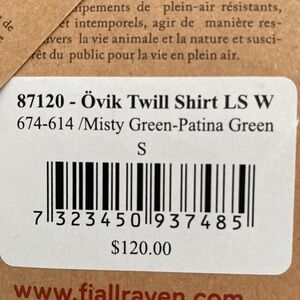 ipements de plein-air résistants,
et intemporels, agir de manière res-
vers la vie animale et la nature et susci-
êt du public pour la vie en plein air.
87120 - Övik Twill Shirt LS W
674-614 /Misty Green-Patina Green
S
7 323450 937485
$120.00
www.fjallraven.com